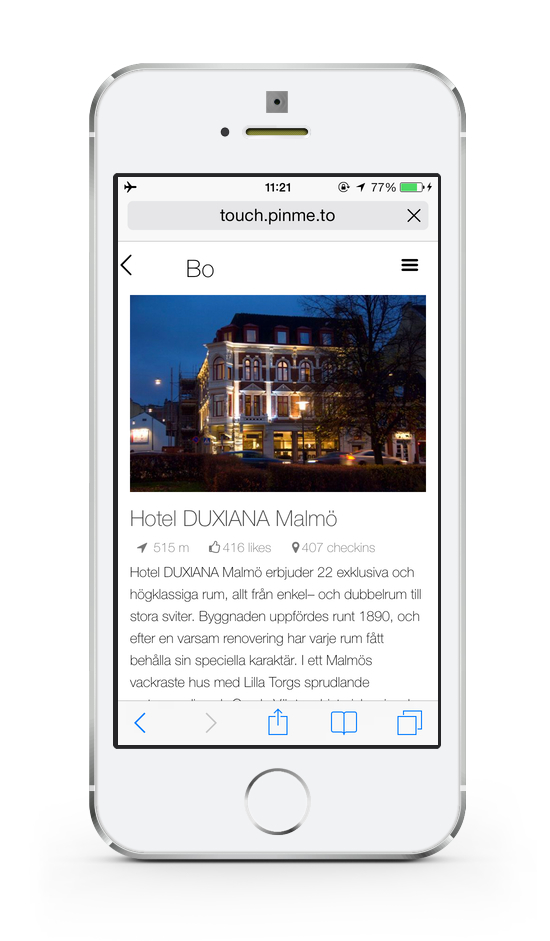 11:21
77%
touch.pinme.to
Bo
Hotel DUXIANA Malmö
515 m 416 likes 407 checkins
Hotel DUXIANA Malmö erbjuder 22 exklusiva och
högklassiga rum, allt från enkel– och dubbelrum till
stora sviter. Byggnaden uppfördes runt 1890, och
efter en varsam renovering har varje rum fått
behålla sin speciella karaktär. I ett Malmös
vackraste hus med Lilla Torgs sprudlande